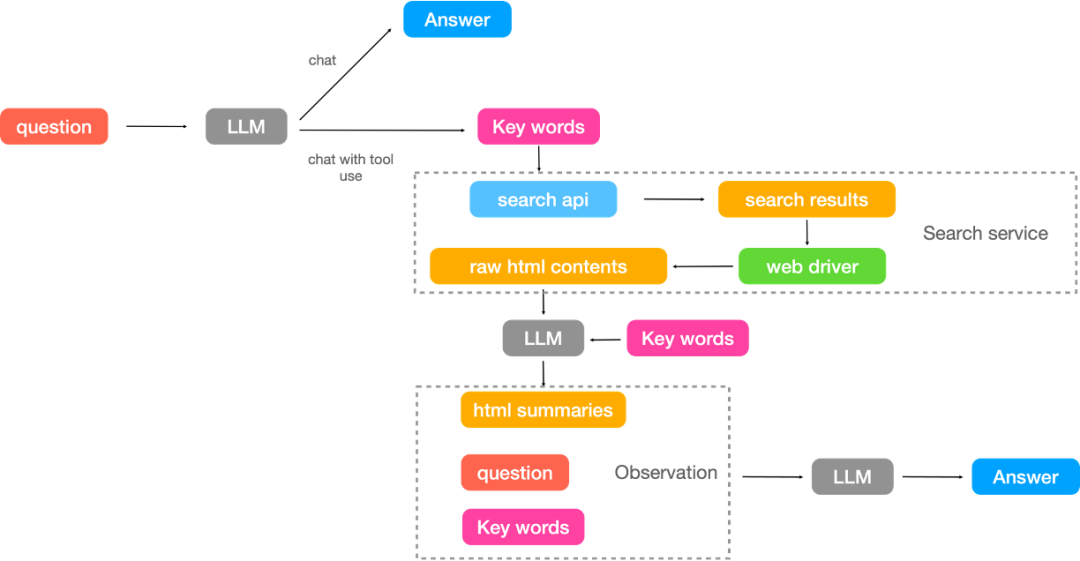 Answer
chat
question
LLM
Key words
chat with tool
use
search api
search results
Search service
raw html contents
web driver
LLM
Key words
html summaries
question
Observation
LLM
Answer
Key words